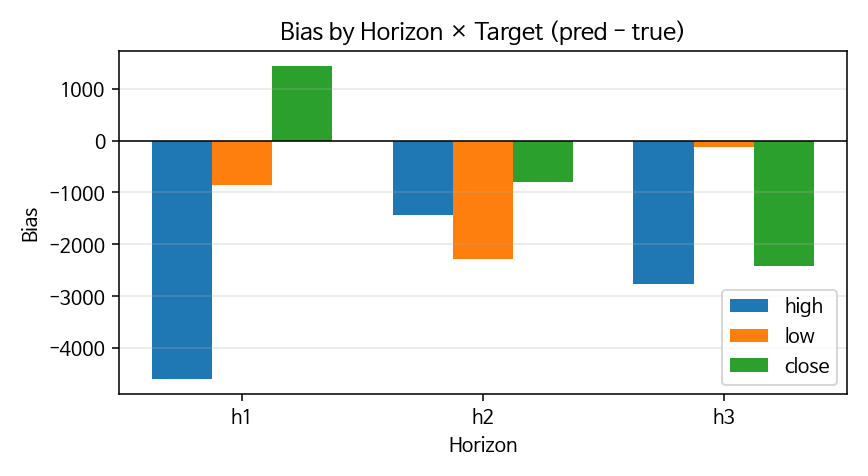 Bias by Horizon × Target (pred − true)
Bias
1000
0
−1000
−2000
−3000
−4000
high
low
close
h1 h2 h3
Horizon